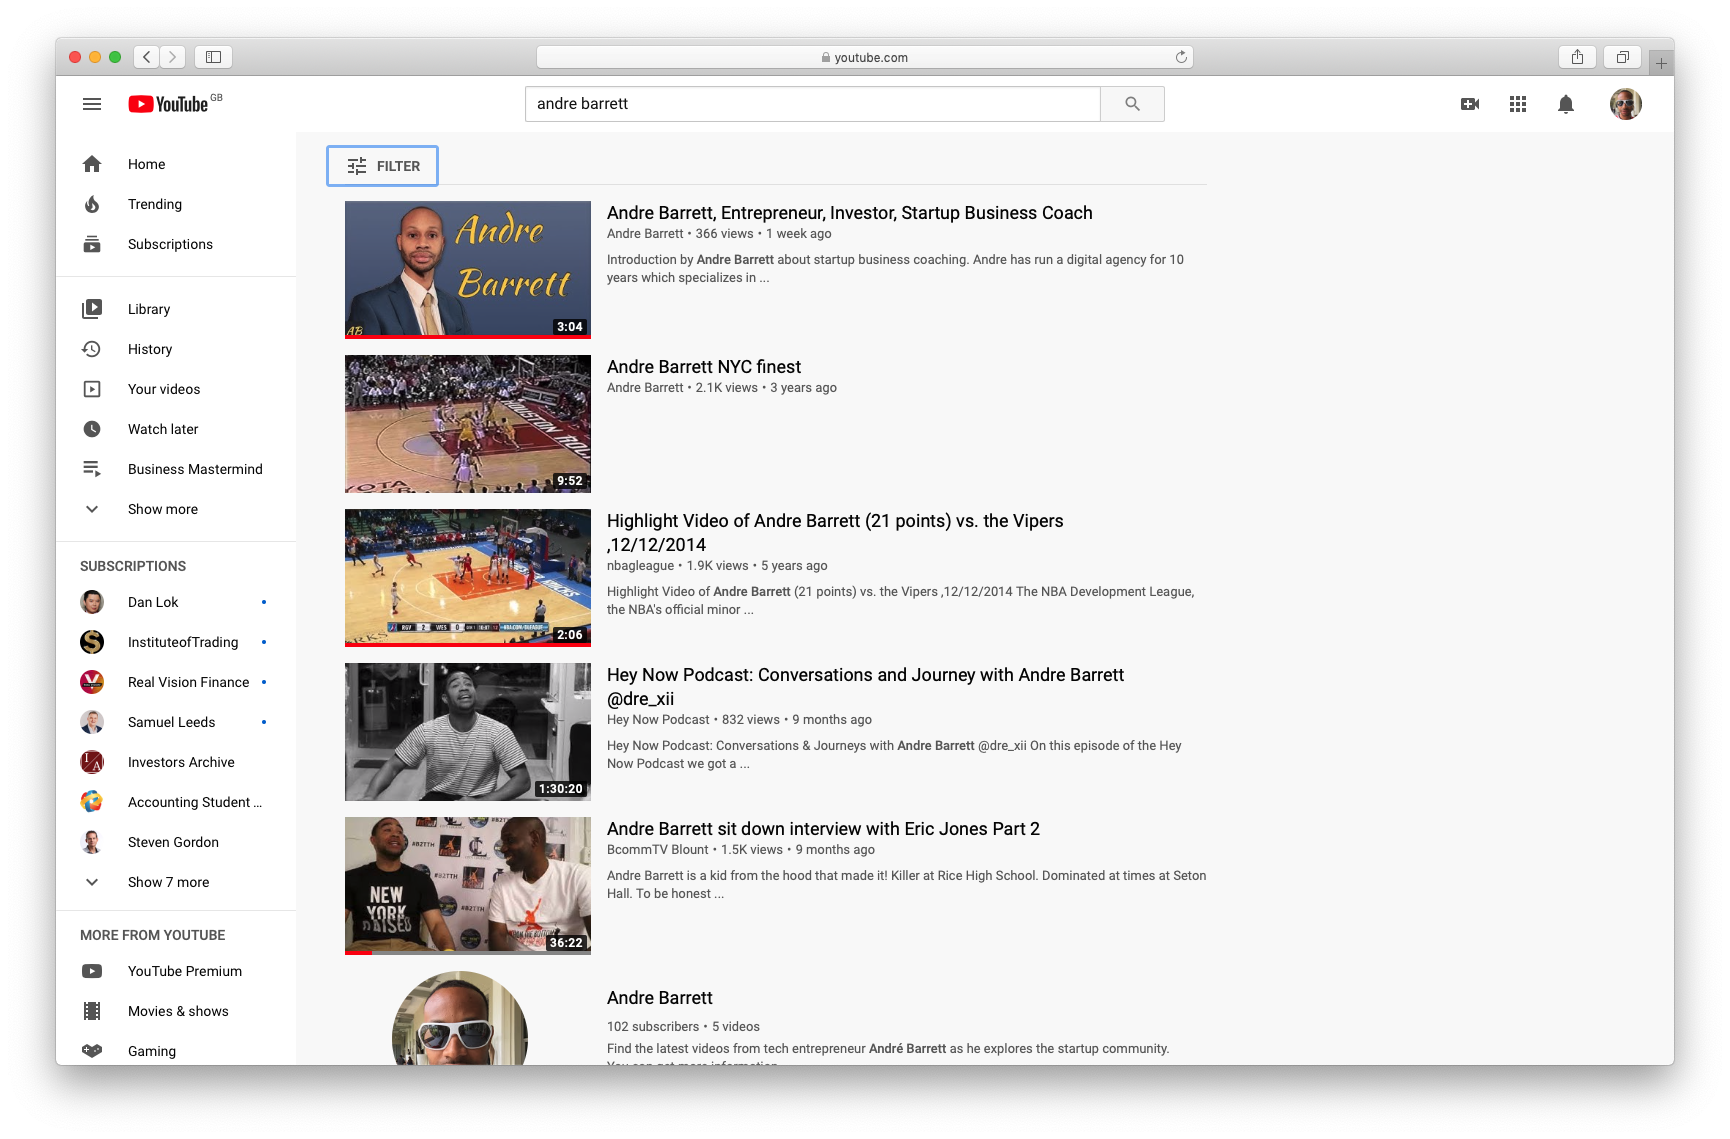 youtube.com
YouTube GB
andre barrett
Home
Trending
Subscriptions
Library
History
Your videos
Watch later
Business Mastermind
Show more
SUBSCRIPTIONS
Dan Lok
InstituteofTrading
Real Vision Finance
Samuel Leeds
Investors Archive
Accounting Student ...
Steven Gordon
Show 7 more
MORE FROM YOUTUBE
YouTube Premium
Movies & shows
Gaming
FILTER
Andre
Barrett
AB
3:04
Andre Barrett, Entrepreneur, Investor, Startup Business Coach
Andre Barrett • 366 views • 1 week ago
Introduction by Andre Barrett about startup business coaching. Andre has run a digital agency for 10
years which specializes in ...
9:52
Andre Barrett NYC finest
Andre Barrett • 2.1K views • 3 years ago
RGV 2 WES 0
2:06
Highlight Video of Andre Barrett (21 points) vs. the Vipers
,12/12/2014
nbagleague • 1.9K views • 5 years ago
Highlight Video of Andre Barrett (21 points) vs. the Vipers ,12/12/2014 The NBA Development League,
the NBA's official minor ...
1:30:20
Hey Now Podcast: Conversations and Journey with Andre Barrett
@dre_xii
Hey Now Podcast • 832 views • 9 months ago
Hey Now Podcast: Conversations & Journeys with Andre Barrett @dre_xii On this episode of the Hey
Now Podcast we got a ...
#B2TTH
NEW
YORK
RAISED
36:22
Andre Barrett sit down interview with Eric Jones Part 2
BcommTV Blount • 1.5K views • 9 months ago
Andre Barrett is a kid from the hood that made it! Killer at Rice High School. Dominated at times at Seton
Hall. To be honest ...
Andre Barrett
102 subscribers • 5 videos
Find the latest videos from tech entrepreneur André Barrett as he explores the startup community.
You can get more information